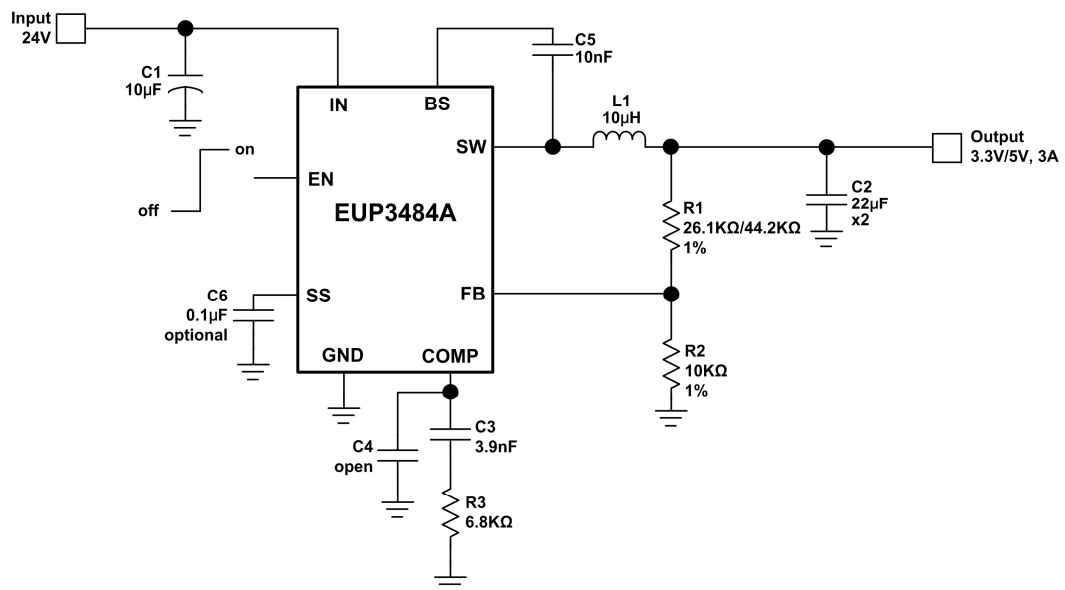 Input
24V
C1
10µF
IN
BS
C5
10nF
SW
L1
10µH
Output
3.3V/5V, 3A
on
off
EN
EUP3484A
R1
26.1KΩ/44.2KΩ
1%
C2
22µF
x2
C6
0.1µF
optional
SS
FB
GND
COMP
R2
10KΩ
1%
C4
open
C3
3.9nF
R3
6.8KΩ